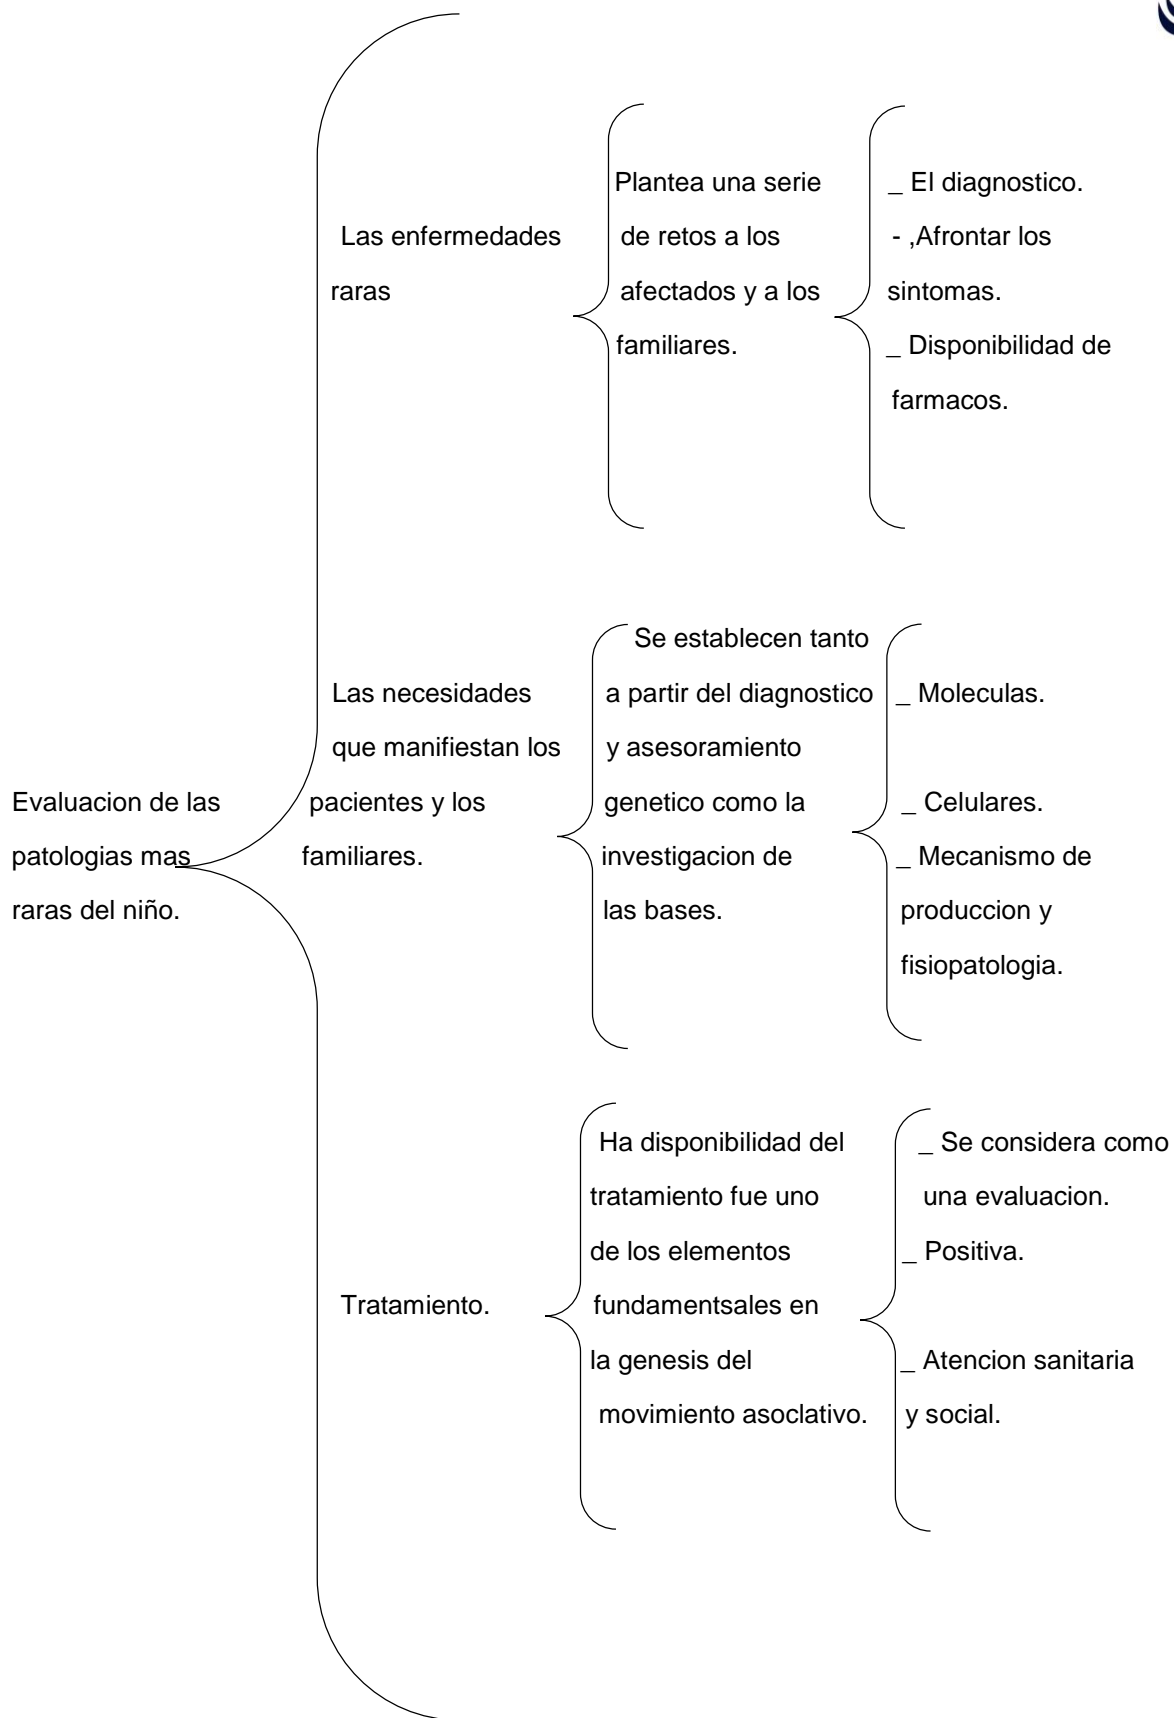 Evaluacion de las
patologias mas
raras del niño.
Las enfermedades
raras
Plantea una serie
de retos a los
afectados y a los
familiares.
_ El diagnostico.
- ,Afrontar los
sintomas.
_ Disponibilidad de
farmacos.
Las necesidades
que manifiestan los
pacientes y los
familiares.
Se establecen tanto
a partir del diagnostico
y asesoramiento
genetico como la
investigacion de
las bases.
_ Moleculas.
_ Celulares.
_ Mecanismo de
produccion y
fisiopatologia.
Tratamiento.
Ha disponibilidad del
tratamiento fue uno
de los elementos
fundamentsales en
la genesis del
movimiento asoclativo.
_ Se considera como
una evaluacion.
_ Positiva.
_ Atencion sanitaria
y social.